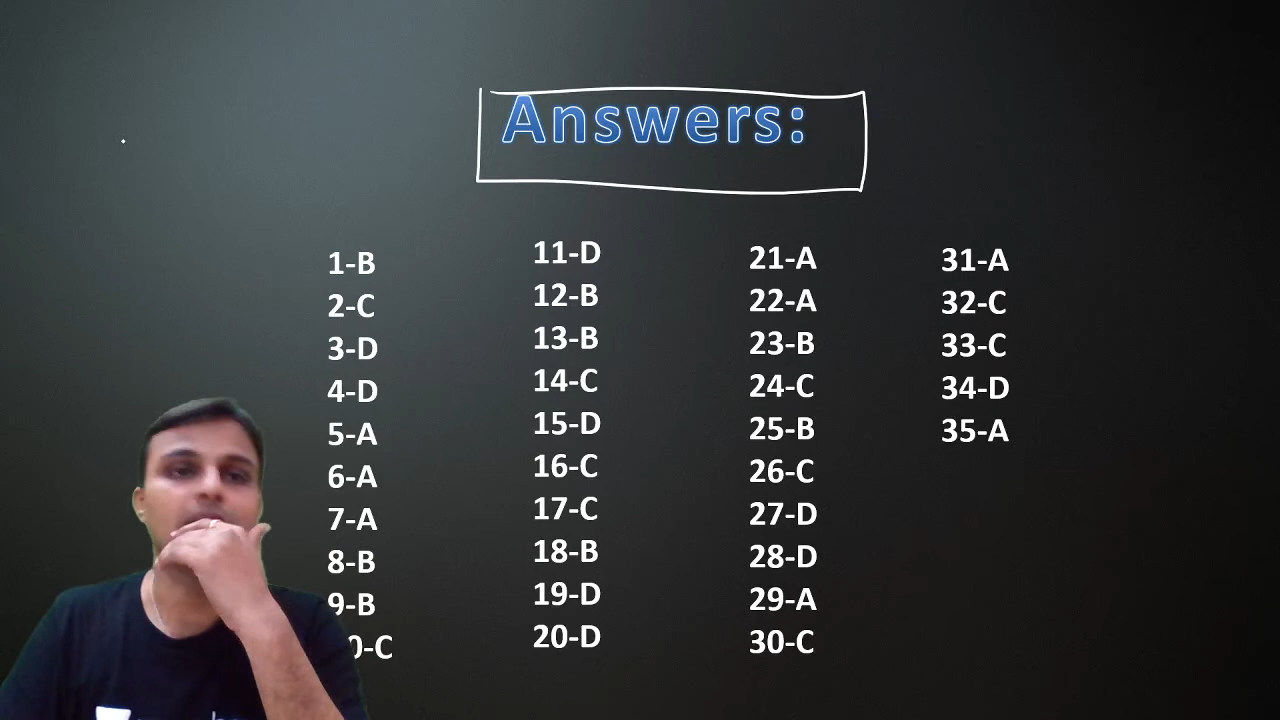 Answers:
1-B
2-C
3-D
4-D
5-A
6-A
7-A
8-B
9-B
0-C
11-D
12-B
13-B
14-C
15-D
16-C
17-C
18-B
19-D
20-D
21-A
22-A
23-B
24-C
25-B
26-C
27-D
28-D
29-A
30-C
31-A
32-C
33-C
34-D
35-A